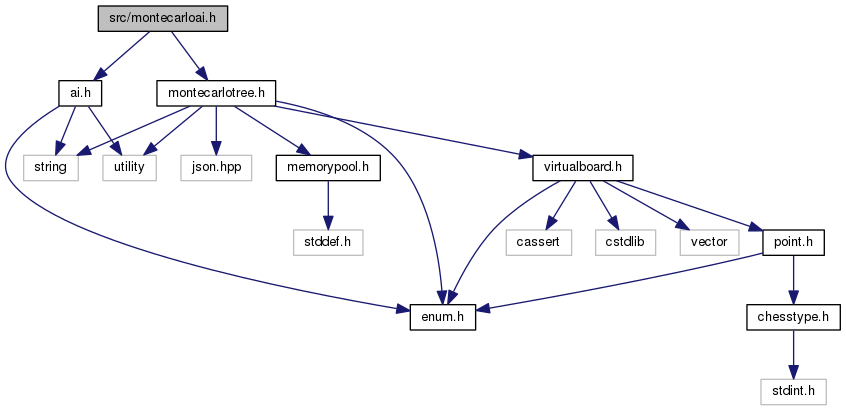 src/montecarloai.h
ai.h
montecarlotree.h
string
utility
json.hpp
memorypool.h
virtualboard.h
stddef.h
cassert
cstdlib
vector
point.h
enum.h
chesstype.h
stdint.h